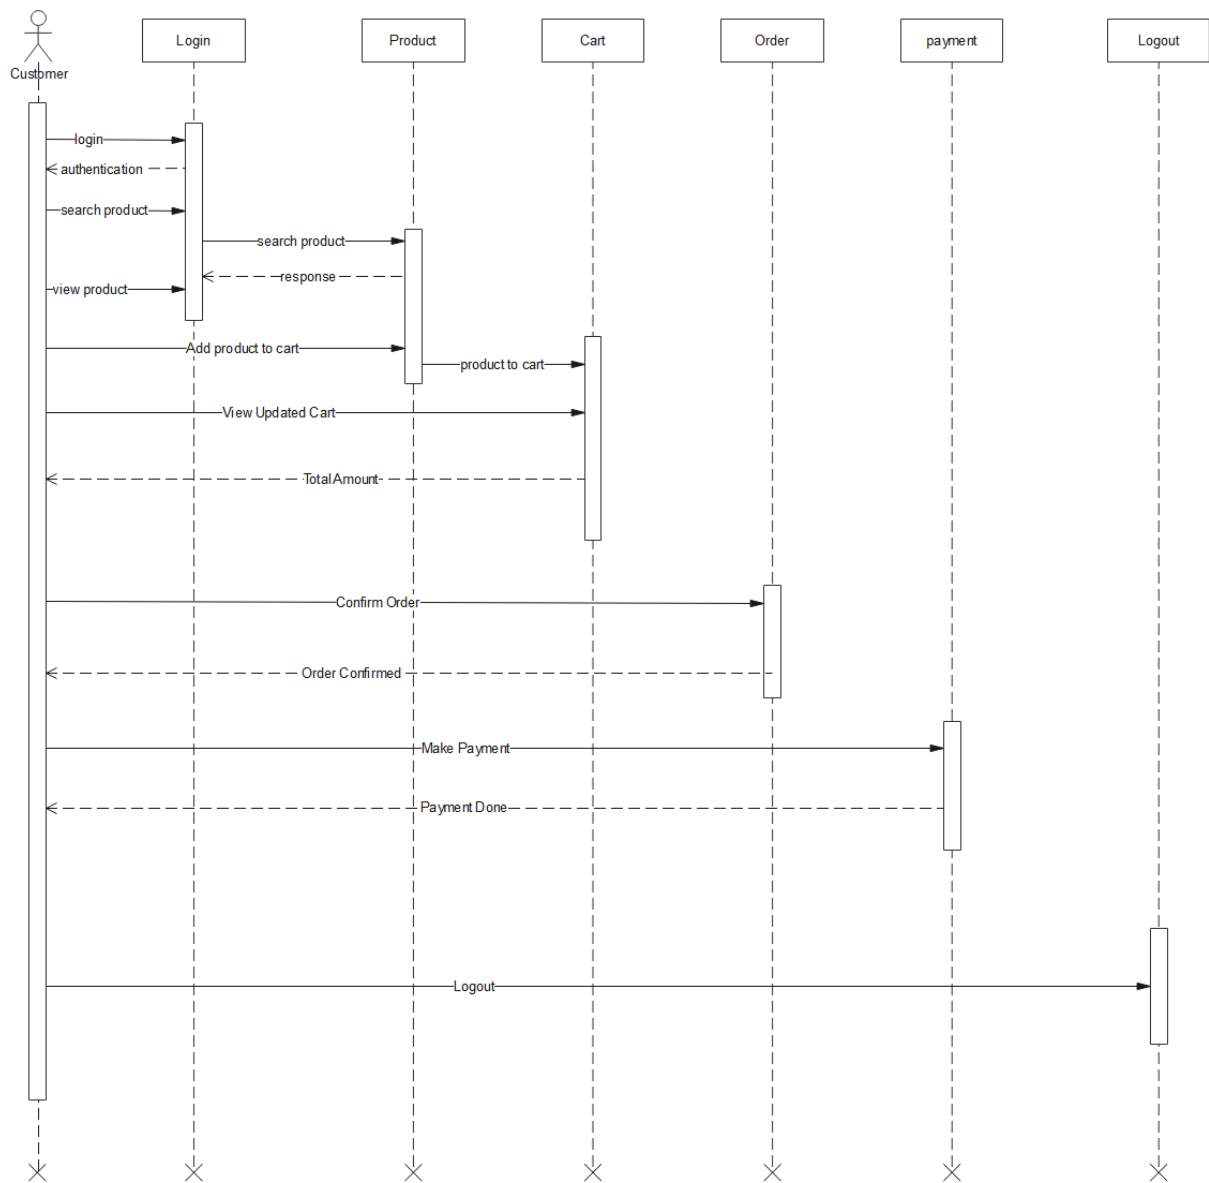 Customer
Login
Product
Cart
Order
payment
Logout
login
authentication
search product
search product
response
view product
Add product to cart
product to cart
View Updated Cart
Total Amount
Confirm Order
Order Confirmed
Make Payment
Payment Done
Logout